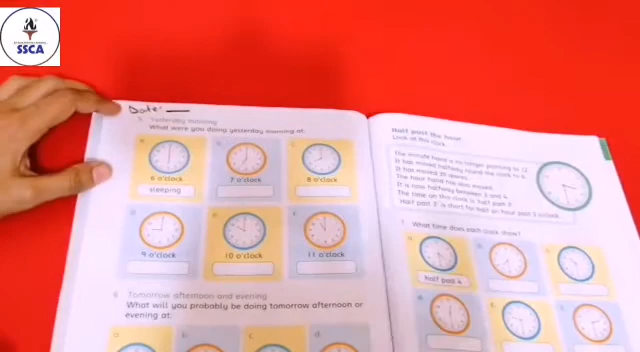 SSCA
Date:
5 Yesterday morning
What were you doing yesterday morning at:
6 o'clock
7 o'clock
8 o'clock
sleeping
9 o'clock
10 o'clock
11 o'clock
6 Tomorrow afternoon and evening
What will you probably be doing tomorrow afternoon or
evening at:
a
b
c
d
Half past the hour
Look at this clock.
The minute hand is no longer pointing to 12.
It has moved halfway round the clock to 6.
It has moved 30
The hour hand has also moved.
It is now halfway between 3 and 4.
The time on this clock is half past 3.
'Half past 3' is short for half an hour past 3 o'clock.
7 What time does each clock show?
half past 4